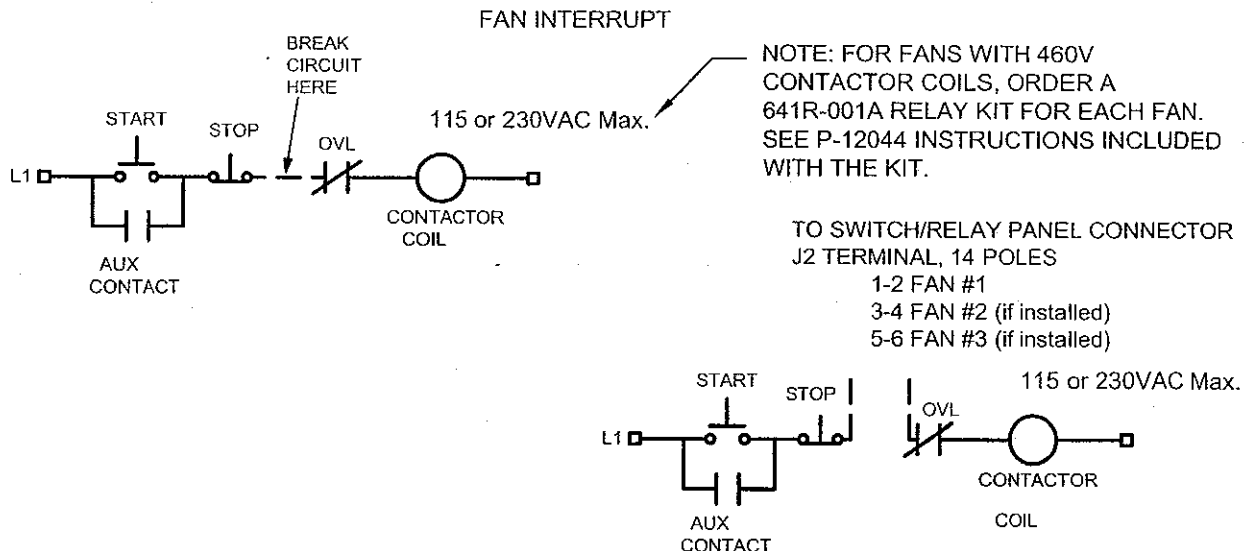 FAN INTERRUPT
BREAK
CIRCUIT
HERE
NOTE: FOR FANS WITH 460V
CONTACTOR COILS, ORDER A
641R-001A RELAY KIT FOR EACH FAN.
SEE P-12044 INSTRUCTIONS INCLUDED
WITH THE KIT.
115 or 230VAC Max.
START
STOP
OVL
L1
CONTACTOR
COIL
AUX
CONTACT
TO SWITCH/RELAY PANEL CONNECTOR
J2 TERMINAL, 14 POLES
1-2 FAN #1
3-4 FAN #2 (if installed)
5-6 FAN #3 (if installed)
115 or 230VAC Max.
START
STOP
OVL
L1
CONTACTOR
COIL
AUX
CONTACT